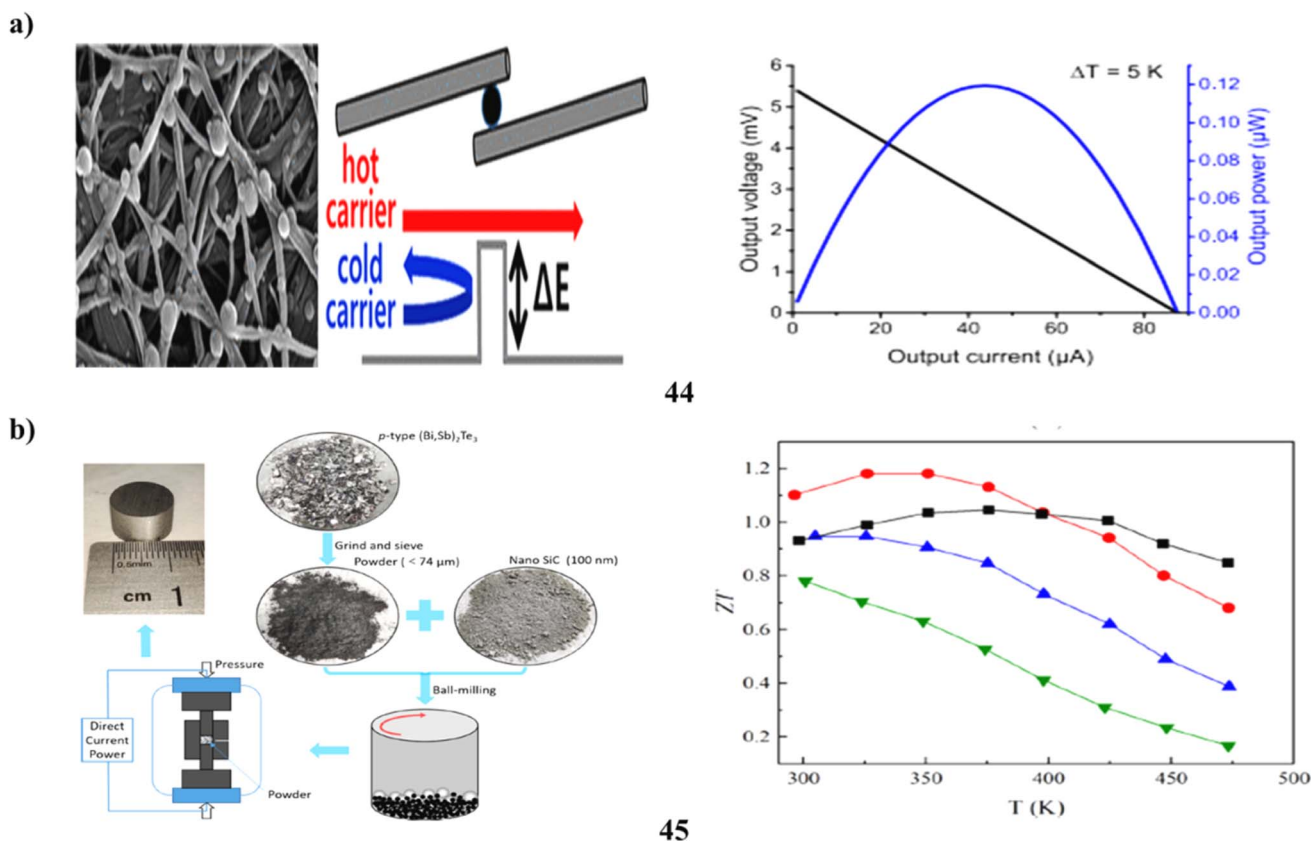 a)
hot
carrier
cold
carrier
ΔE
ΔT = 5 K
Output voltage (mV)
6
5
4
3
2
1
0
0.12
0.10
0.08
0.06
0.04
0.02
0.00
Output power (µW)
0 20 40 60 80
Output current (µA)
44
b)
p-type (Bi,Sb)2Te3
Grind and sieve
Powder ( < 74 µm)
Nano SiC (100 nm)
0.5mm
cm 1
Ball-milling
Pressure
Direct
Current
Power
Powder
ZT
1.2
1.0
0.8
0.6
0.4
0.2
300 350 400 450 500
T (K)
45